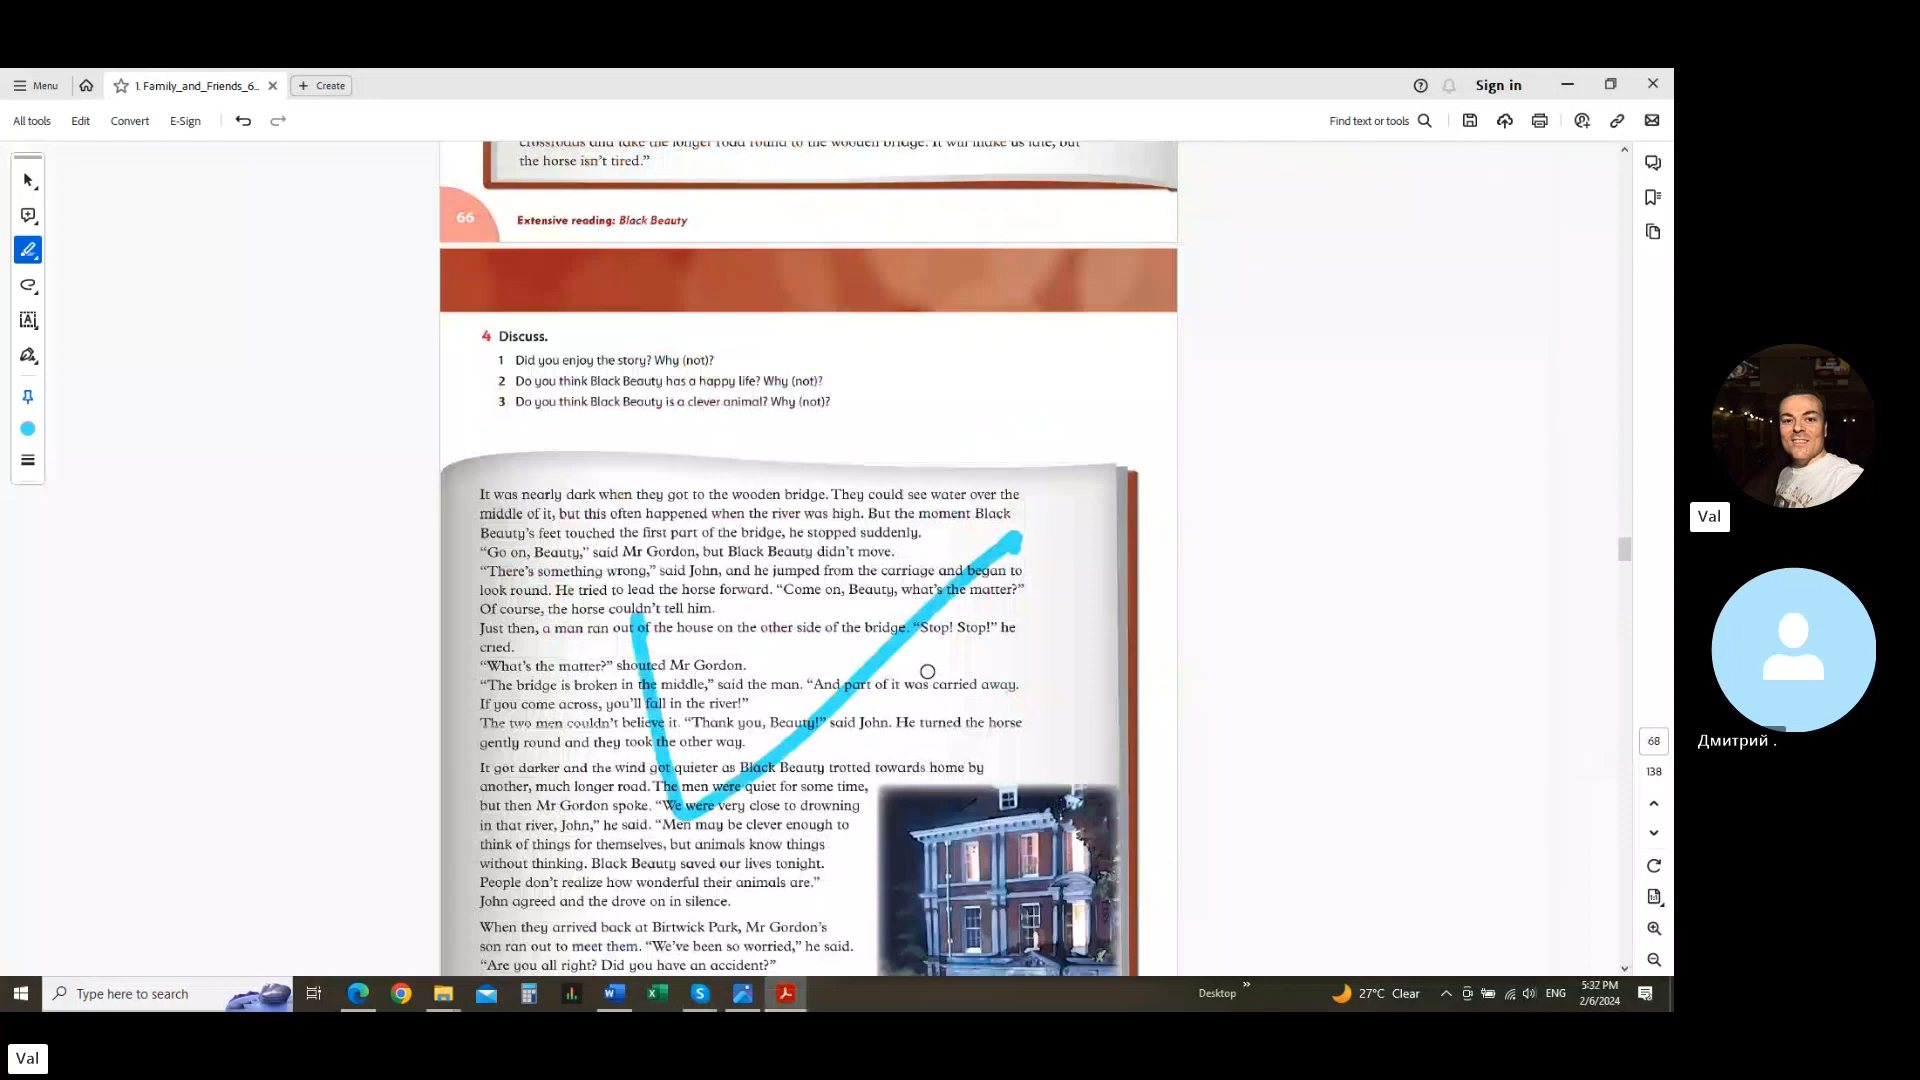 Menu
1. Family_and_Friends_6...
Create
Sign in
All tools
Edit
Convert
E-Sign
Find text or tools
crossroads and take the longer road round to the wooden bridge. It will make us late, but
the horse isn't tired."
66
Extensive reading: Black Beauty
4 Discuss.
1 Did you enjoy the story? Why (not)?
2 Do you think Black Beauty has a happy life? Why (not)?
3 Do you think Black Beauty is a clever animal? Why (not)?
It was nearly dark when they got to the wooden bridge. They could see water over the
middle of it, but this often happened when the river was high. But the moment Black
Beauty's feet touched the first part of the bridge, he stopped suddenly.
"Go on, Beauty," said Mr Gordon, but Black Beauty didn't move.
"There's something wrong," said John, and he jumped from the carriage and began to
look round. He tried to lead the horse forward. "Come on, Beauty, what's the matter?"
Of course, the horse couldn't tell him.
Just then, a man ran out of the house on the other side of the bridge. "Stop! Stop!" he
cried.
"What's the matter?" shouted Mr Gordon.
"The bridge is broken in the middle," said the man. "And part of it was carried away.
If you come across, you'll fall in the river!"
The two men couldn't believe it. "Thank you, Beauty!" said John. He turned the horse
gently round and they took the other way.
It got darker and the wind got quieter as Black Beauty trotted towards home by
another, much longer road. The men were quiet for some time,
but then Mr Gordon spoke. "We were very close to drowning
in that river, John," he said. "Men may be clever enough to
think of things for themselves, but animals know things
without thinking. Black Beauty saved our lives tonight.
People don't realize how wonderful their animals are."
John agreed and the drove on in silence.
When they arrived back at Birtwick Park, Mr Gordon's
son ran out to meet them. "We've been so worried," he said.
"Are you all right? Did you have an accident?"
68
138
Type here to search
Desktop
27°C Clear
ENG
5:32 PM
2/6/2024
Val
Дмитрий .
Val